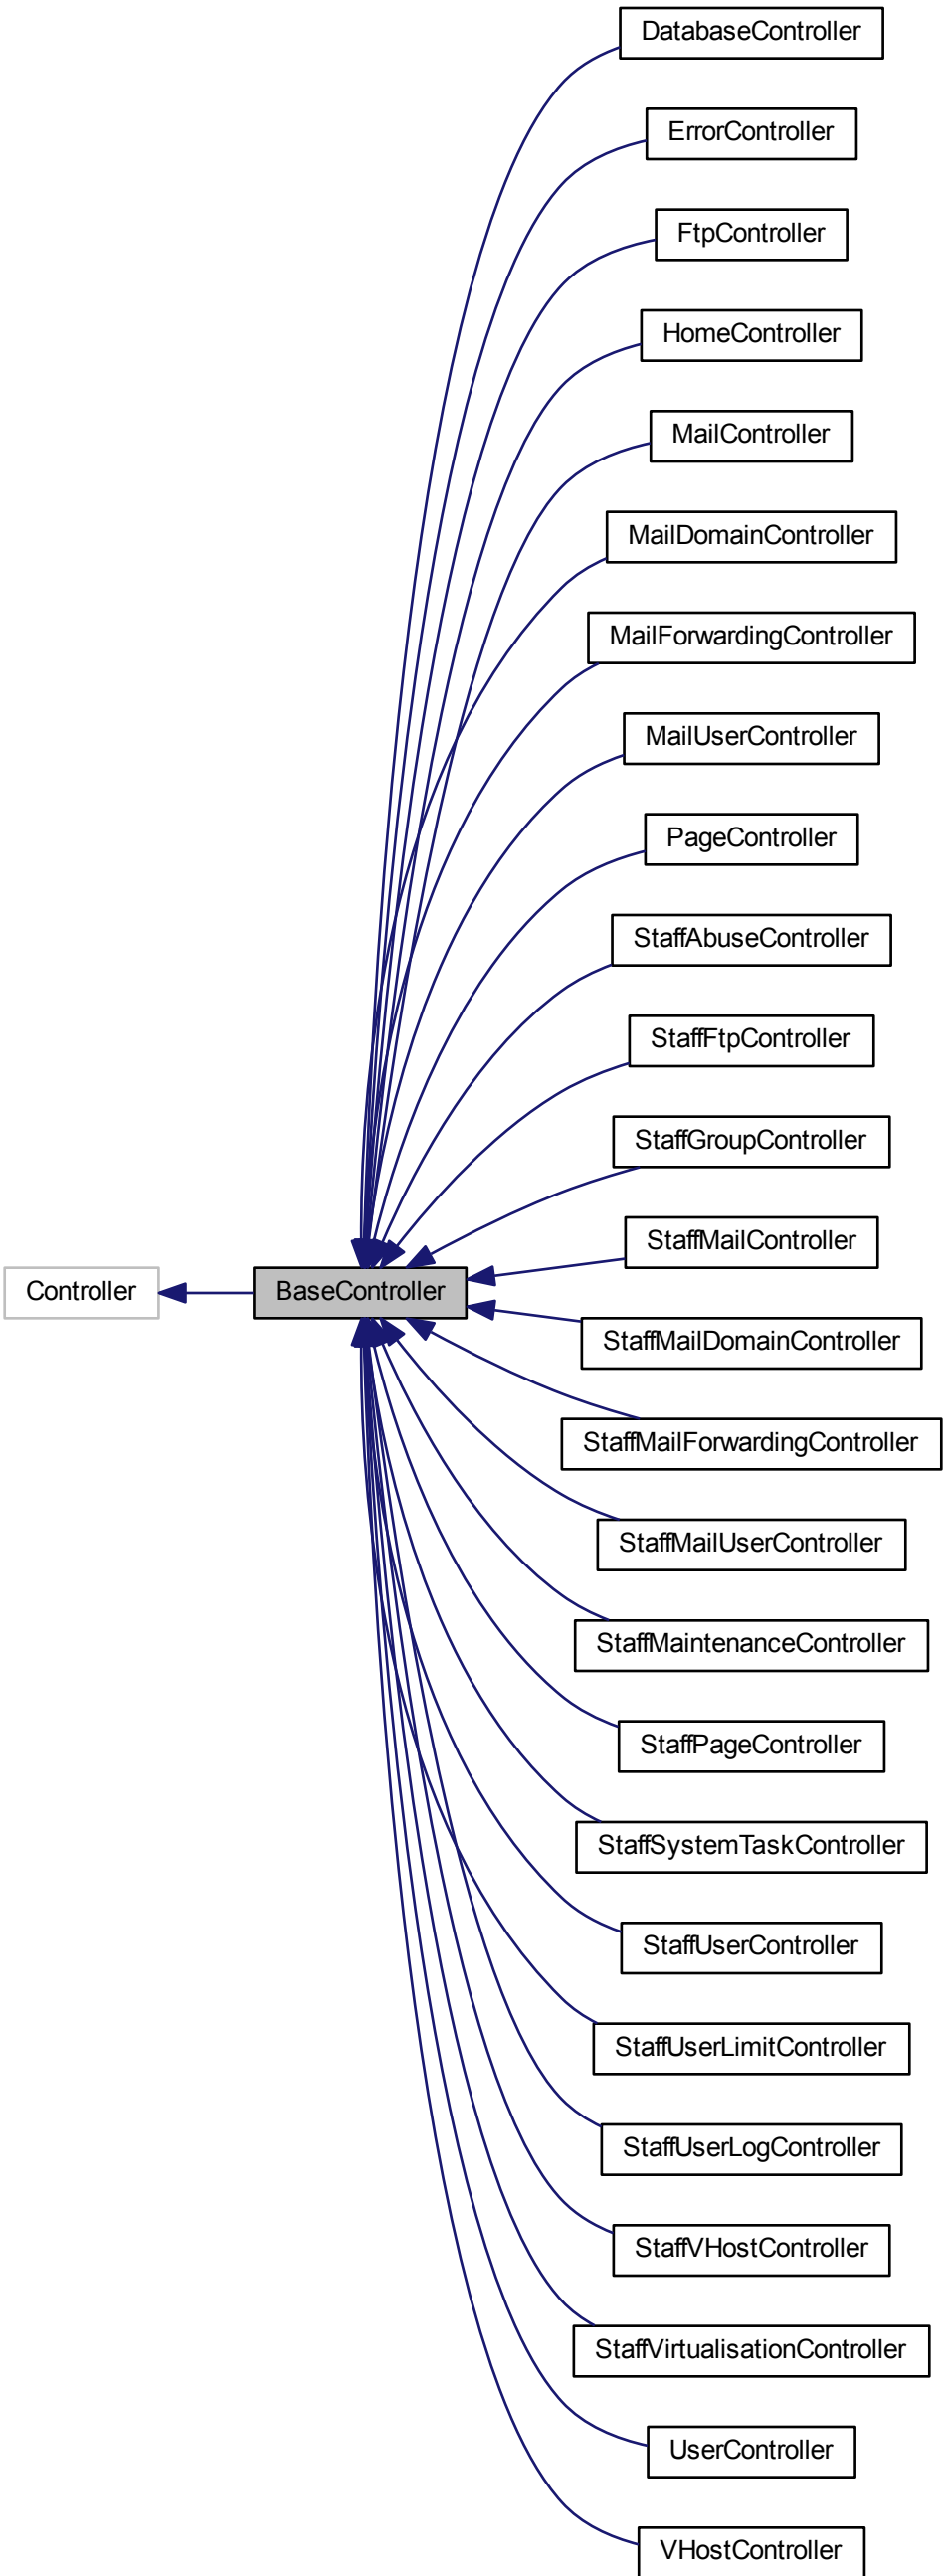 DatabaseController
ErrorController
FtpController
HomeController
MailController
MailDomainController
MailForwardingController
MailUserController
PageController
StaffAbuseController
StaffFtpController
StaffGroupController
StaffMailController
Controller
BaseController
StaffMailDomainController
StaffMailForwardingController
StaffMailUserController
StaffMaintenanceController
StaffPageController
StaffSystemTaskController
StaffUserController
StaffUserLimitController
StaffUserLogController
StaffVHostController
StaffVirtualisationController
UserController
VHostController